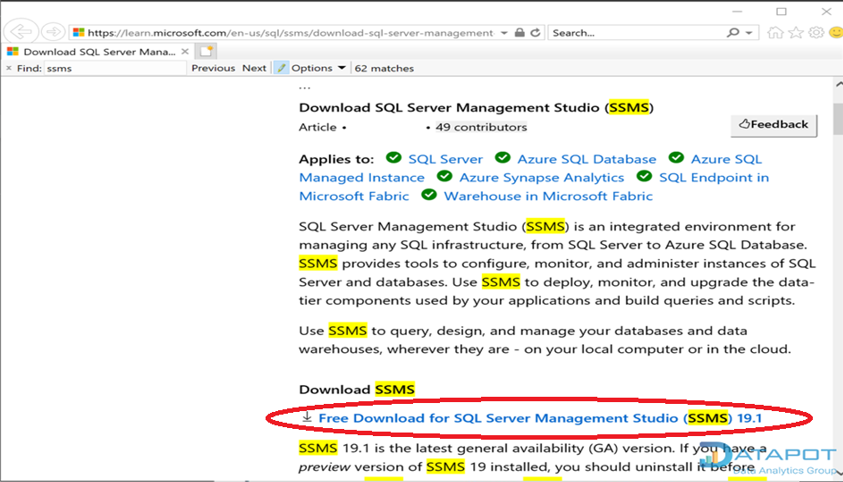 https://learn.microsoft.com/en-us/sql/ssms/download-sql-server-management
Search...
Download SQL Server Mana...
× Find: ssms Previous Next Options 62 matches
...
Download SQL Server Management Studio (SSMS)
Article • • 49 contributors
Feedback
Applies to: SQL Server Azure SQL Database Azure SQL
Managed Instance Azure Synapse Analytics SQL Endpoint in
Microsoft Fabric Warehouse in Microsoft Fabric
SQL Server Management Studio (SSMS) is an integrated environment for
managing any SQL infrastructure, from SQL Server to Azure SQL Database.
SSMS provides tools to configure, monitor, and administer instances of SQL
Server and databases. Use SSMS to deploy, monitor, and upgrade the data-
tier components used by your applications and build queries and scripts.
Use SSMS to query, design, and manage your databases and data
warehouses, wherever they are - on your local computer or in the cloud.
Download SSMS
Free Download for SQL Server Management Studio (SSMS) 19.1
SSMS 19.1 is the latest general availability (GA) version. If you have a
preview version of SSMS 19 installed, you should uninstall it before
DATAPOT
Data Analytics Group